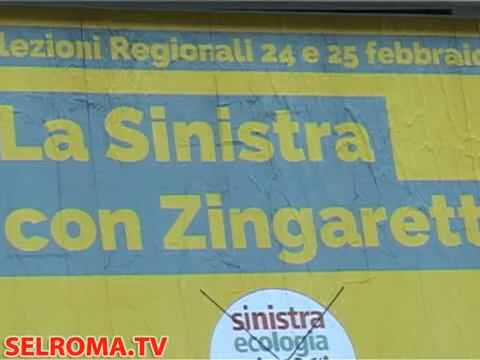 lezioni Regionali 24 e 25 febbraio
La Sinistra
con Zingarett
sinistra
ecologia
SELROMA.TV